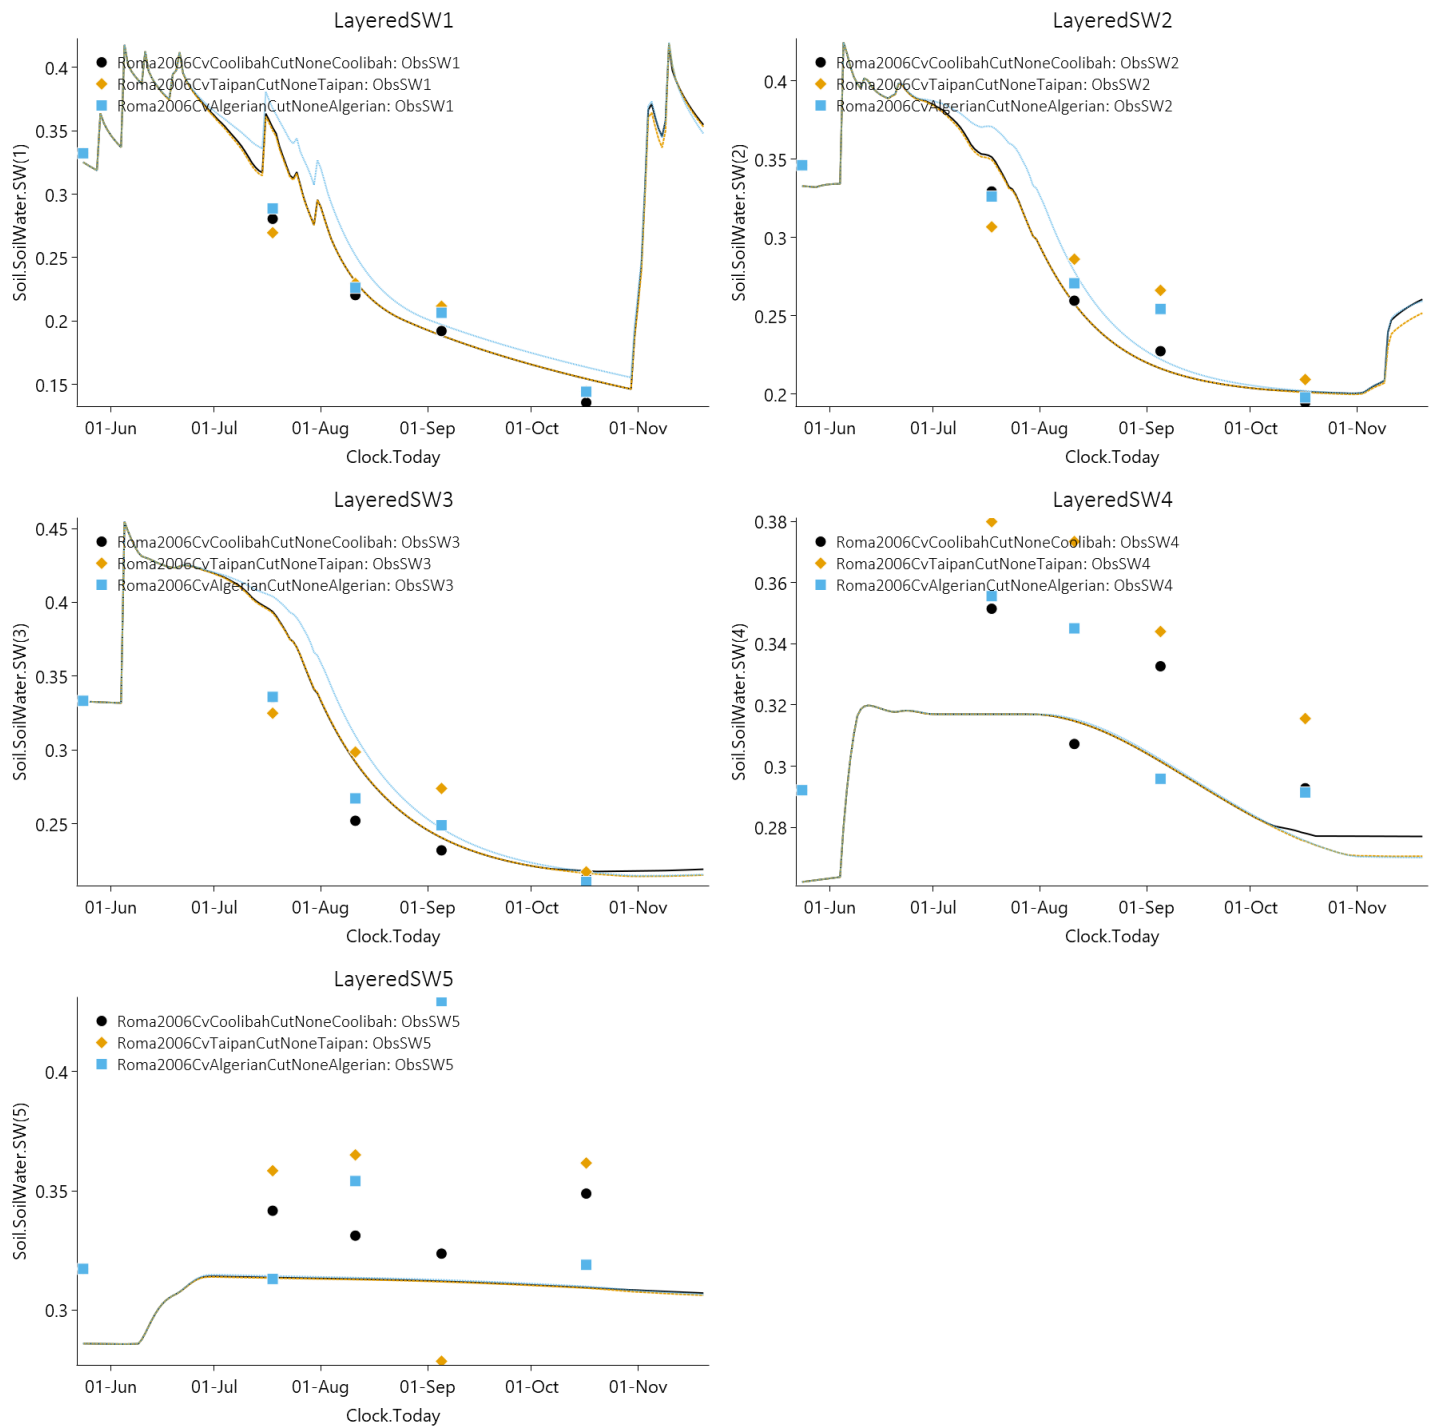 LayeredSW1
Soil.SoilWater.SW(1)
0.4
0.35
0.3
0.25
0.2
0.15
Roma2006CvCoolibahCutNoneCoolibah: ObsSW1
Roma2006CvTaipanCutNoneTaipan: ObsSW1
Roma2006CvAlgerianCutNoneAlgerian: ObsSW1
01-Jun 01-Jul 01-Aug 01-Sep 01-Oct 01-Nov
Clock.Today
LayeredSW2
Soil.SoilWater.SW(2)
0.4
0.35
0.3
0.25
0.2
Roma2006CvCoolibahCutNoneCoolibah: ObsSW2
Roma2006CvTaipanCutNoneTaipan: ObsSW2
Roma2006CvAlgerianCutNoneAlgerian: ObsSW2
01-Jun 01-Jul 01-Aug 01-Sep 01-Oct 01-Nov
Clock.Today
LayeredSW3
Soil.SoilWater.SW(3)
0.45
0.4
0.35
0.3
0.25
Roma2006CvCoolibahCutNoneCoolibah: ObsSW3
Roma2006CvTaipanCutNoneTaipan: ObsSW3
Roma2006CvAlgerianCutNoneAlgerian: ObsSW3
01-Jun 01-Jul 01-Aug 01-Sep 01-Oct 01-Nov
Clock.Today
LayeredSW4
Soil.SoilWater.SW(4)
0.38
0.36
0.34
0.32
0.3
0.28
Roma2006CvCoolibahCutNoneCoolibah: ObsSW4
Roma2006CvTaipanCutNoneTaipan: ObsSW4
Roma2006CvAlgerianCutNoneAlgerian: ObsSW4
01-Jun 01-Jul 01-Aug 01-Sep 01-Oct 01-Nov
Clock.Today
LayeredSW5
Soil.SoilWater.SW(5)
0.4
0.35
0.3
Roma2006CvCoolibahCutNoneCoolibah: ObsSW5
Roma2006CvTaipanCutNoneTaipan: ObsSW5
Roma2006CvAlgerianCutNoneAlgerian: ObsSW5
01-Jun 01-Jul 01-Aug 01-Sep 01-Oct 01-Nov
Clock.Today